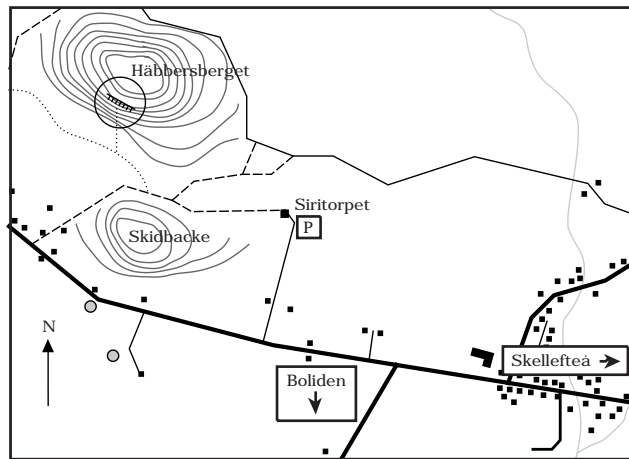 Häbbersberget
Siritorpet
P
Skidbacke
N
Skellefteå
Boliden